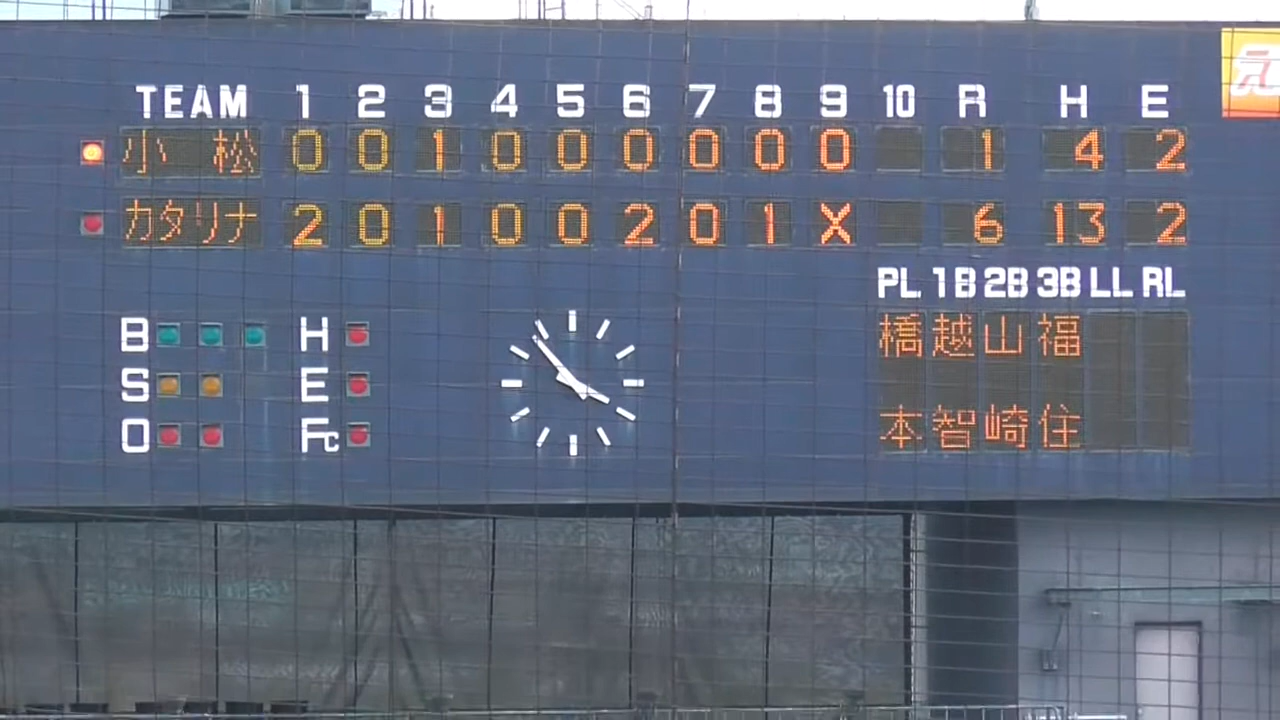 TEAM 1 2 3 4 5 6 7 8 9 10 R H E
小 松 0 0 1 0 0 0 0 0 0 1 4 2
カタリナ 2 0 1 0 0 2 0 1 X 6 13 2
PL 1B 2B 3B LL RL
橋 越 山 福
本 智 崎 住
B H
S E
O Fc
元